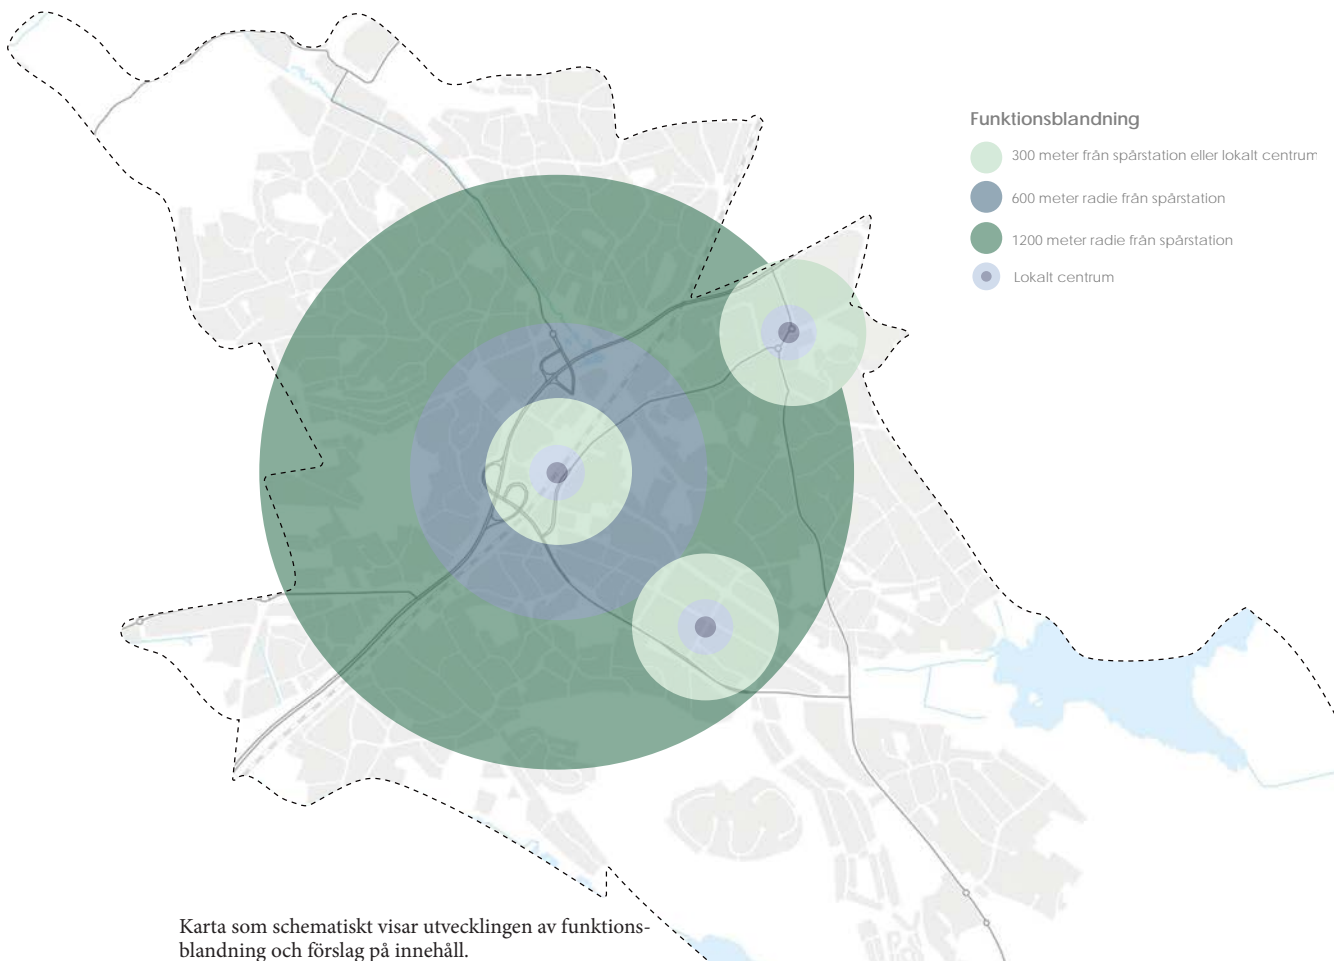 Funktionsblandning
300 meter från spårstation eller lokalt centrum
600 meter radie från spårstation
1200 meter radie från spårstation
Lokalt centrum
Karta som schematiskt visar utvecklingen av funktions-
blandning och förslag på innehåll.